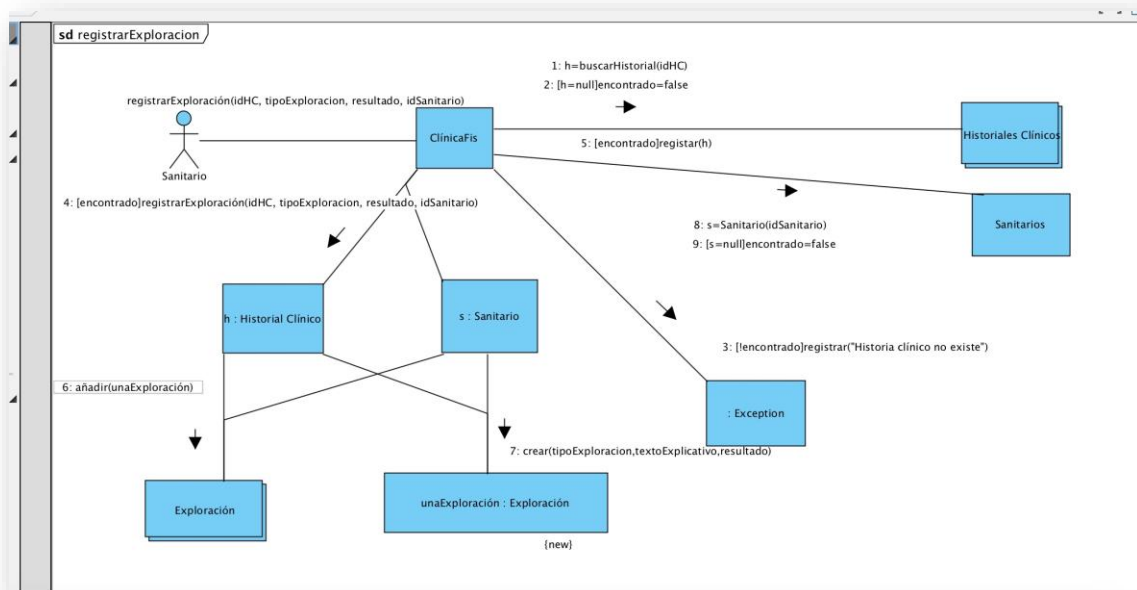 sd registrarExploracion
1: h=buscarHistorial(idHC)
2: [h=null]encontrado=false
registrarExploración(idHC, tipoExploracion, resultado, idSanitario)
ClínicaFis
Historiales Clínicos
5: [encontrado]registar(h)
Sanitario
4: [encontrado]registrarExploración(idHC, tipoExploracion, resultado, idSanitario)
8: s=Sanitario(idSanitario)
9: [s=null]encontrado=false
Sanitarios
h : Historial Clínico
s : Sanitario
3: [!encontrado]registrar("Historia clínico no existe")
6: añadir(unaExploración)
: Exception
7: crear(tipoExploracion,textoExplicativo,resultado)
Exploración
unaExploración : Exploración
{new}